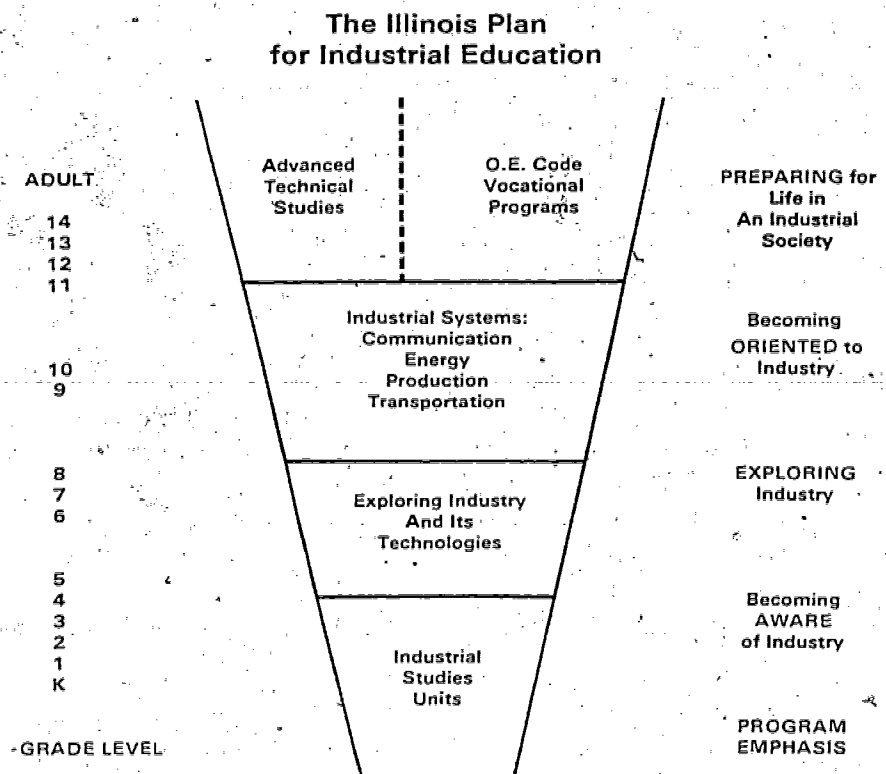 The Illinois Plan
for Industrial Education
ADULT
14
13
12
11
10
9
8
7
6
5
4
3
2
1
K
GRADE LEVEL
Advanced
Technical
Studies
O.E. Code
Vocational
Programs
Industrial Systems:
Communication
Energy
Production
Transportation
Exploring Industry
And Its
Technologies
Industrial
Studies
Units
PREPARING for
Life in
An Industrial
Society
Becoming
ORIENTED to
Industry
EXPLORING
Industry
Becoming
AWARE
of Industry
PROGRAM
EMPHASIS